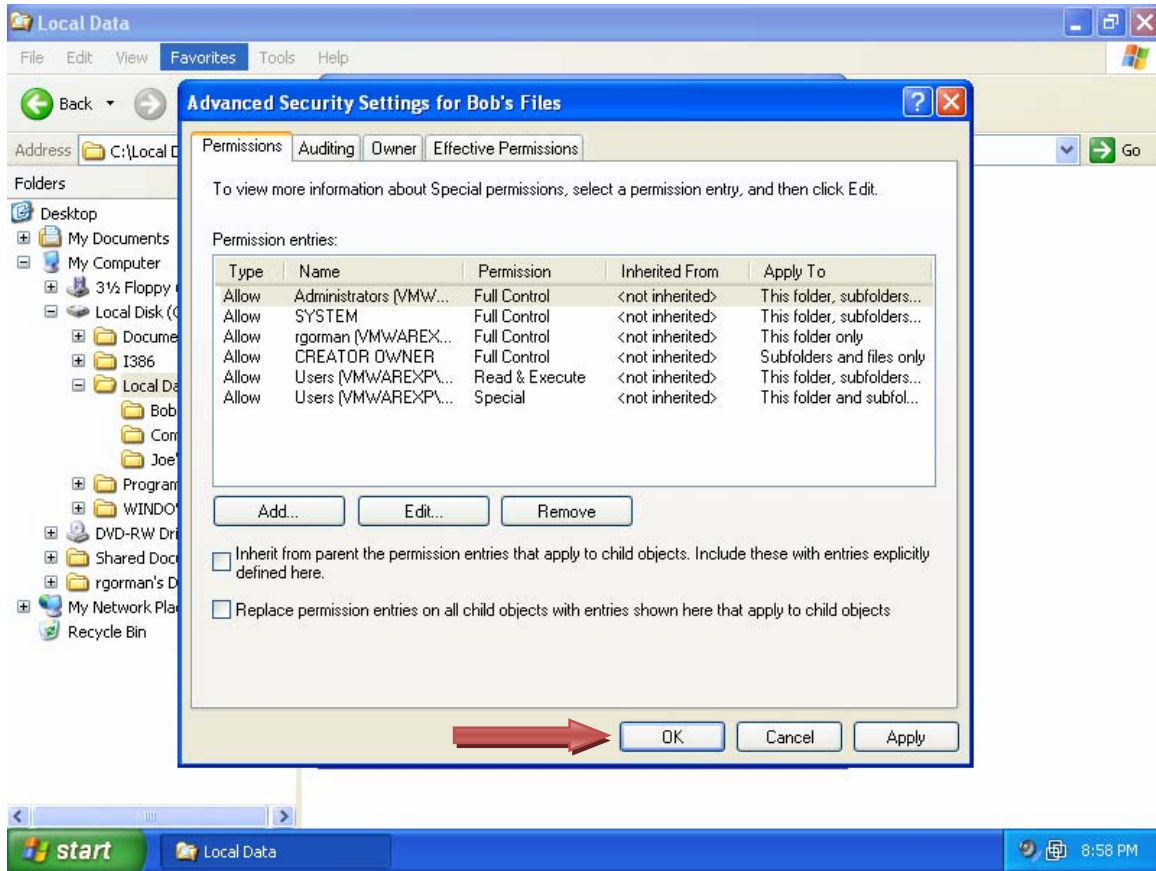 Local Data
File Edit View Favorites Tools Help
Back
Address C:\Local D Go
Folders
Desktop
My Documents
My Computer
3½ Floppy
Local Disk (C
Docume
I386
Local Da
Bob
Com
Joe'
Program
WINDO
DVD-RW Dri
Shared Doc
rgorman's D
My Network Pla
Recycle Bin
Advanced Security Settings for Bob's Files
Permissions Auditing Owner Effective Permissions
To view more information about Special permissions, select a permission entry, and then click Edit.
Permission entries:
Type Name Permission Inherited From Apply To
Allow Administrators (VMW... Full Control <not inherited> This folder, subfolders...
Allow SYSTEM Full Control <not inherited> This folder, subfolders...
Allow rgorman (VMWAREX... Full Control <not inherited> This folder only
Allow CREATOR OWNER Full Control <not inherited> Subfolders and files only
Allow Users (VMWAREXP\... Read & Execute <not inherited> This folder, subfolders...
Allow Users (VMWAREXP\... Special <not inherited> This folder and subfol...
Add... Edit... Remove
Inherit from parent the permission entries that apply to child objects. Include these with entries explicitly
defined here.
Replace permission entries on all child objects with entries shown here that apply to child objects
OK Cancel Apply
start Local Data 8:58 PM